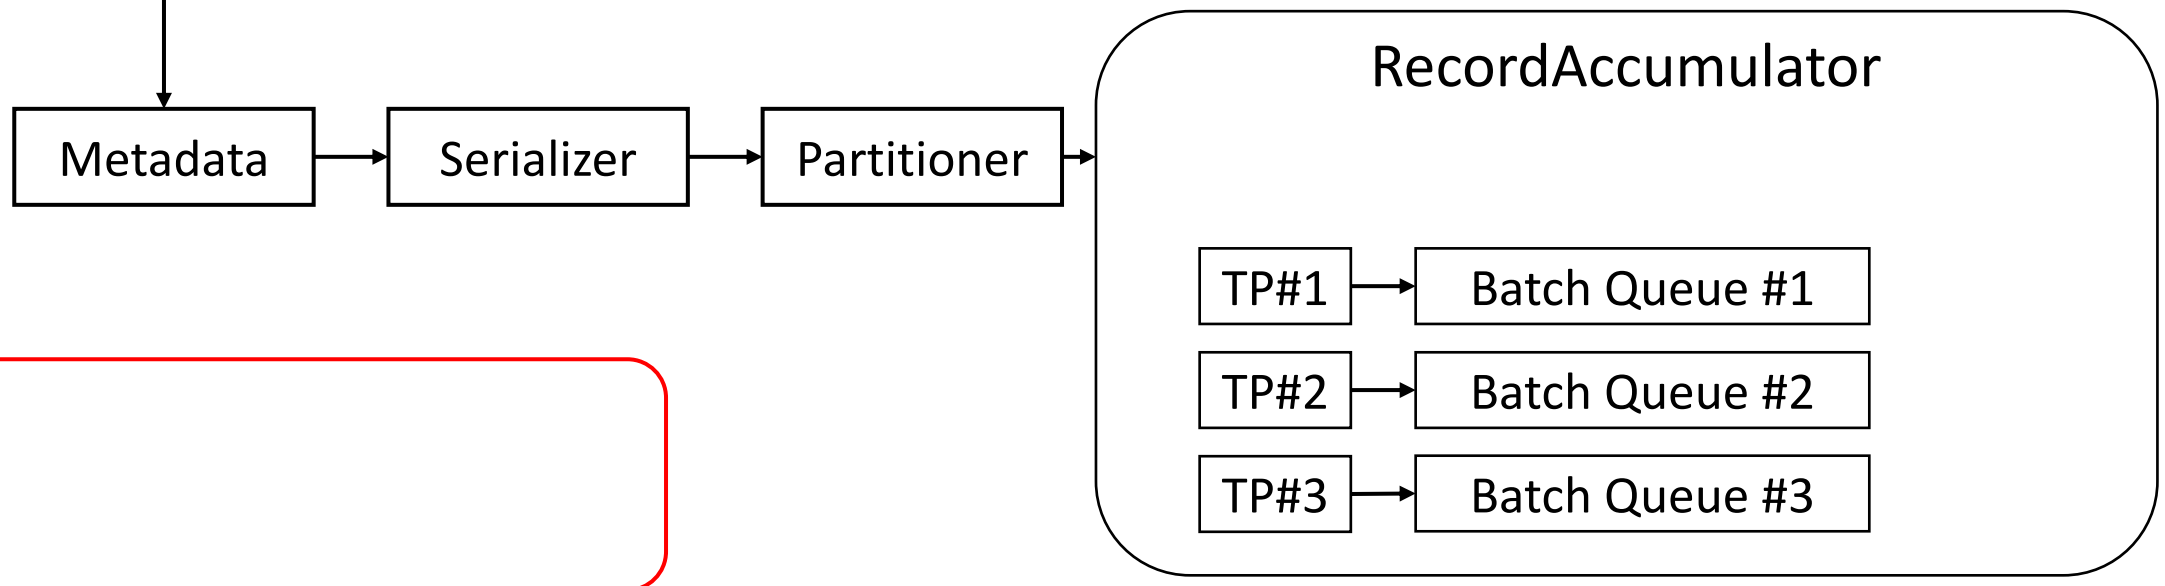 RecordAccumulator
Metadata
Serializer
Partitioner
TP#1
Batch Queue #1
TP#2
Batch Queue #2
TP#3
Batch Queue #3